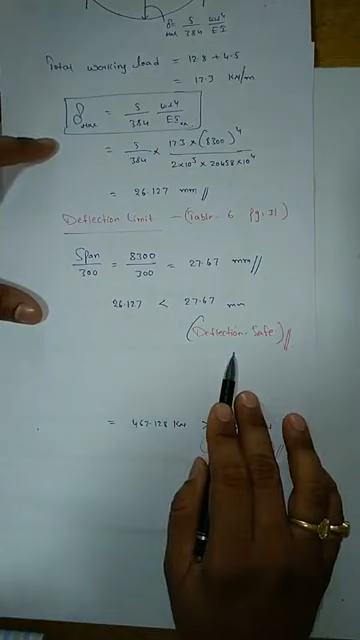 δmax = 5/384 wl⁴/EI
Total working load = 12.8 + 4.5
= 17.3 KN/m
δmax = 5/384 wl⁴/EIxx
= 5/384 × 17.3 × (8300)⁴ / 2×10⁵ × 20458×10⁴
= 26.127 mm //
Deflection Limit - (Table. 6 pg: 31)
Span/300 = 8300/300 = 27.67 mm //
26.127 < 27.67 mm
(Deflection - Safe) //
= 467.128 KN >